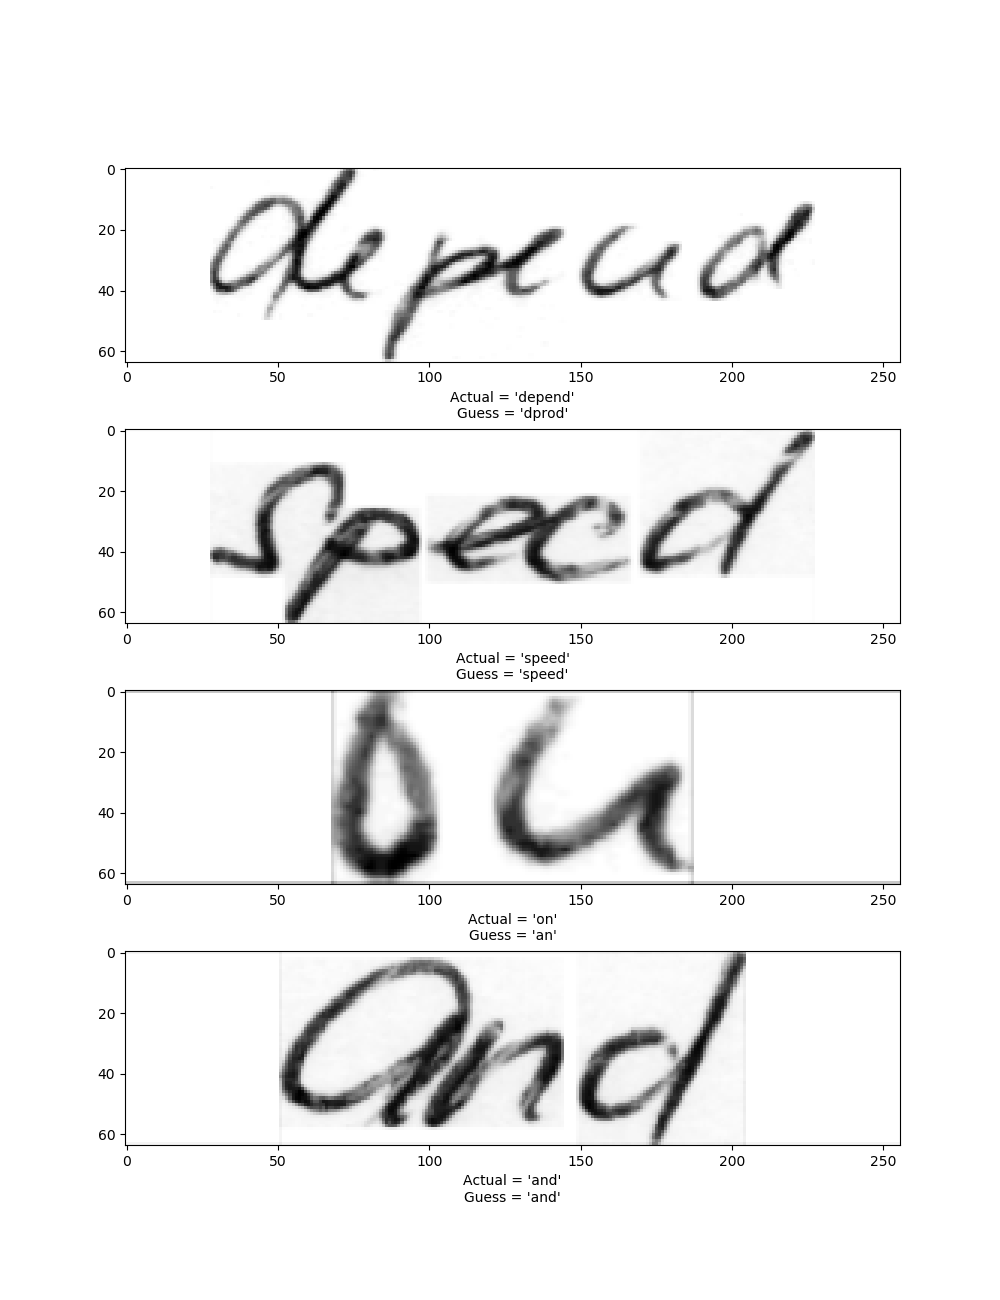 0
20
40
60
depend
0 50 100 150 200 250
Actual = 'depend'
Guess = 'dprod'
0
20
40
60
speed
0 50 100 150 200 250
Actual = 'speed'
Guess = 'speed'
0
20
40
60
on
0 50 100 150 200 250
Actual = 'on'
Guess = 'an'
0
20
40
60
and
0 50 100 150 200 250
Actual = 'and'
Guess = 'and'